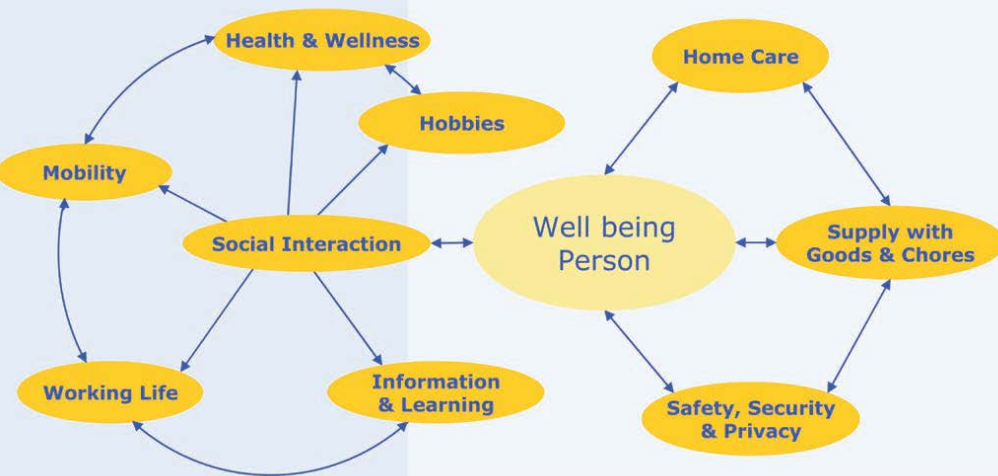 Health & Wellness
Home Care
Hobbies
Mobility
Social Interaction
Well being
Person
Supply with
Goods & Chores
Working Life
Information
& Learning
Safety, Security
& Privacy